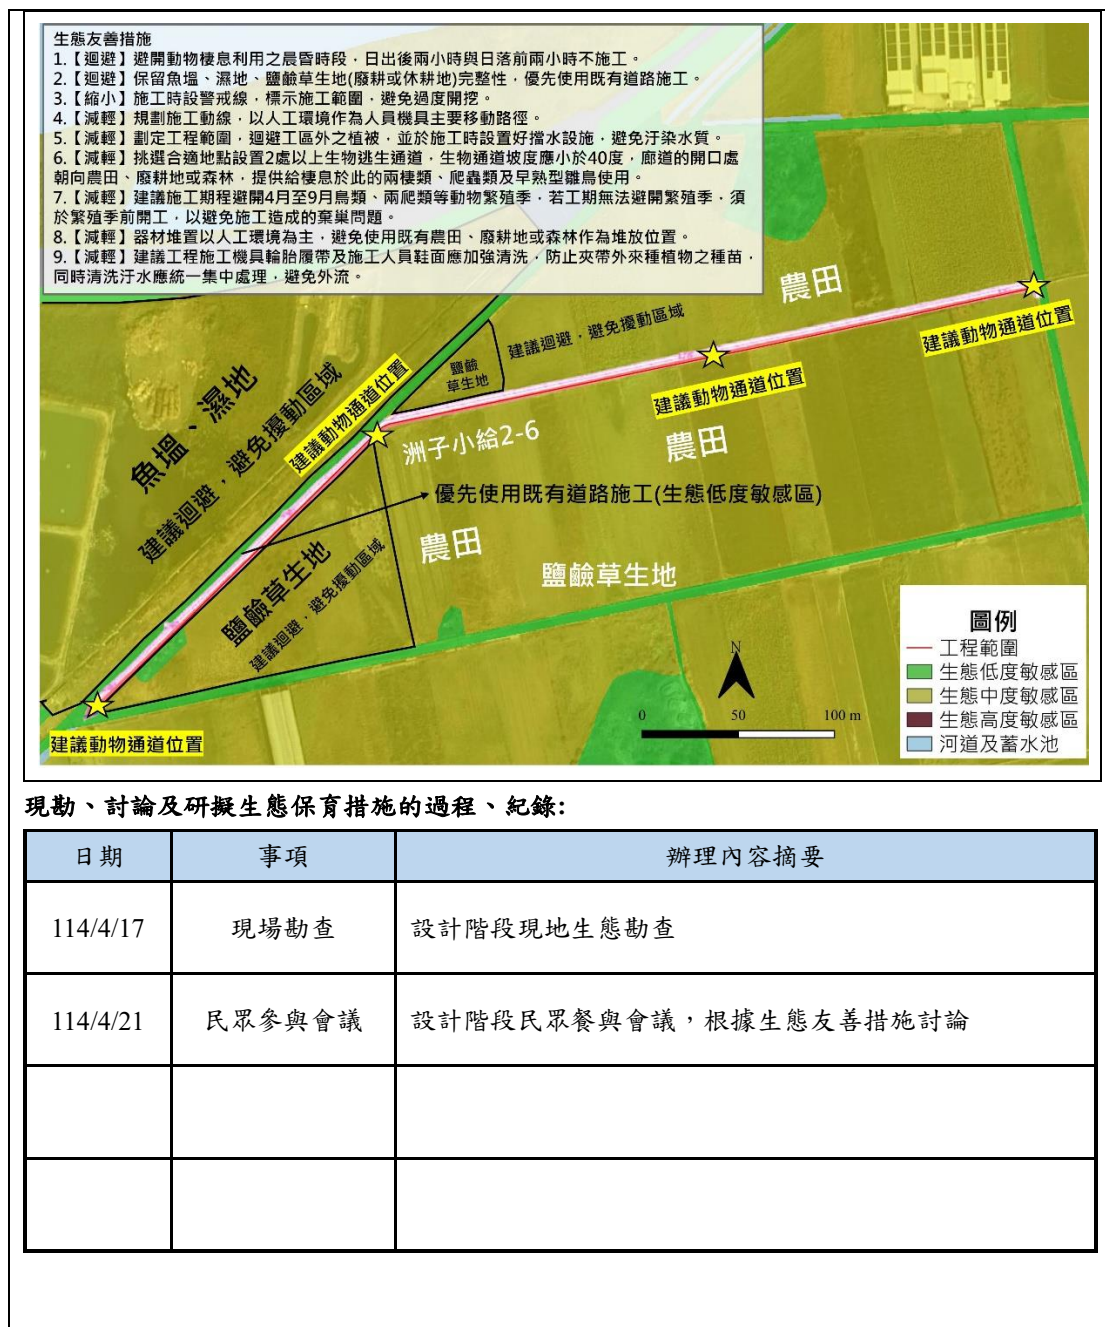 生態友善措施
1.【迴避】避開動物棲息利用之晨昏時段，日出後兩小時與日落前兩小時不施工。
2.【迴避】保留魚塭、濕地、鹽鹼草生地(廢耕或休耕地)完整性，優先使用既有道路施工。
3.【縮小】施工時設警戒線，標示施工範圍，避免過度開挖。
4.【減輕】規劃施工動線，以人工環境作為人員機具主要移動路徑。
5.【減輕】劃定工程範圍，迴避工區外之植被，並於施工時設置好擋水設施，避免汙染水質。
6.【減輕】挑選合適地點設置2處以上生物逃生通道，生物通道坡度應小於40度，廊道的開口處
朝向農田、廢耕地或森林，提供給棲息於此的兩棲類、爬蟲類及早熟型雛鳥使用。
7.【減輕】建議施工期程避開4月至9月鳥類、兩爬類等動物繁殖季，若工期無法避開繁殖季，須
於繁殖季前開工，以避免施工造成的棄巢問題。
8.【減輕】器材堆置以人工環境為主，避免使用既有農田、廢耕地或森林作為堆放位置。
9.【減輕】建議工程施工機具輪胎履帶及施工人員鞋面應加強清洗，防止夾帶外來種植物之種苗，
同時清洗汙水應統一集中處理，避免外流。
農田
建議動物通道位置
建議迴避，避免擾動區域
鹽鹼
草生地
建議動物通道位置
魚塭、濕地
建議迴避，避免擾動區域
建議動物通道位置
洲子小給2-6
農田
優先使用既有道路施工(生態低度敏感區)
農田
鹽鹼草生地
鹽鹼草生地
建議迴避，避免擾動區域
建議動物通道位置
N
0 50 100 m
圖例
工程範圍
生態低度敏感區
生態中度敏感區
生態高度敏感區
河道及蓄水池
現勘、討論及研擬生態保育措施的過程、紀錄:
日期 事項 辦理內容摘要
114/4/17 現場勘查 設計階段現地生態勘查
114/4/21 民眾參與會議 設計階段民眾餐與會議，根據生態友善措施討論